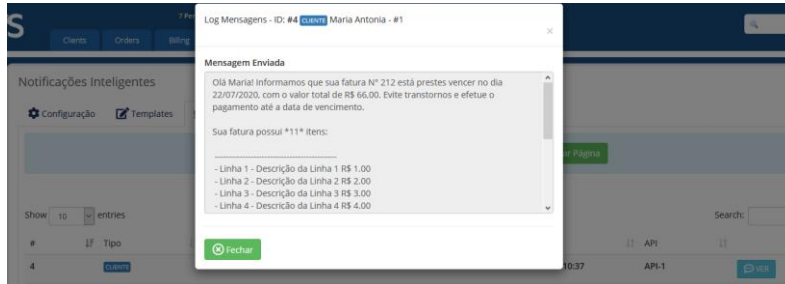 S
7 Per
Clients
Orders
Billing
Log Mensagens - ID: #4 CLIENTE Maria Antonia - #1
×
Mensagem Enviada
Olá Maria! Informamos que sua fatura Nº 212 está prestes vencer no dia
22/07/2020, com o valor total de R$ 66,00. Evite transtornos e efetue o
pagamento até a data de vencimento.
Sua fatura possui *11* itens:
----------------------------------------
- Linha 1 - Descrição da Linha 1 R$ 1.00
- Linha 2 - Descrição da Linha 2 R$ 2.00
- Linha 3 - Descrição da Linha 3 R$ 3.00
- Linha 4 - Descrição da Linha 4 R$ 4.00
Fechar
Notificações Inteligentes
Configuração
Templates
ar Página
Show 10 entries
Search:
# Tipo API
4 CLIENTE 10:37 API-1 VER